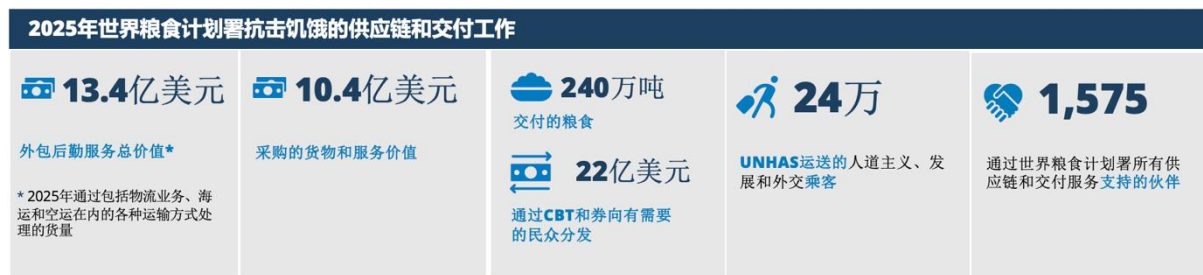 2025年世界粮食计划署抗击饥饿的供应链和交付工作
13.4亿美元
外包后勤服务总价值*
* 2025年通过包括物流业务、海
运和空运在内的各种运输方式处
理的货量
10.4亿美元
采购的货物和服务价值
240万吨
交付的粮食
22亿美元
通过CBT和券向有需要
的民众分发
24万
UNHAS运送的人道主义、发
展和外交乘客
1,575
通过世界粮食计划署所有供
应链和交付服务支持的伙伴